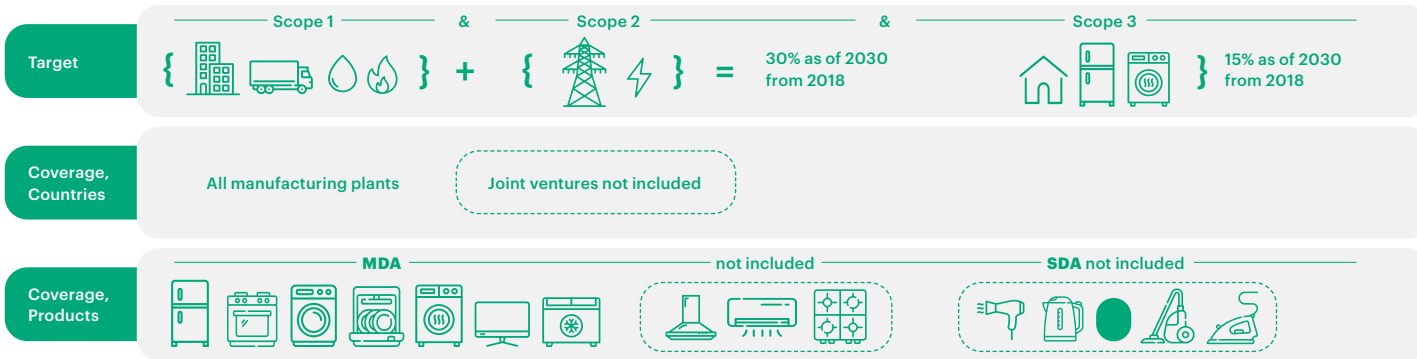 Scope 1 & Scope 2 & Scope 3
Target
{ } + { } = 30% as of 2030
from 2018
} 15% as of 2030
from 2018
Coverage,
Countries
All manufacturing plants
Joint ventures not included
MDA not included SDA not included
Coverage,
Products